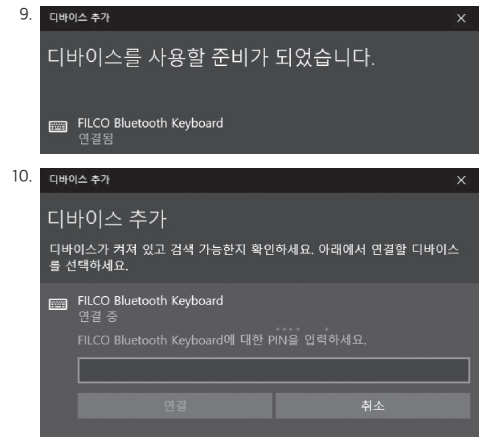 9.
디바이스 추가
디바이스를 사용할 준비가 되었습니다.
FILCO Bluetooth Keyboard
연결됨
10.
디바이스 추가
디바이스 추가
디바이스가 켜져 있고 검색 가능한지 확인하세요. 아래에서 연결할 디바이스
를 선택하세요.
FILCO Bluetooth Keyboard
연결 중
FILCO Bluetooth Keyboard에 대한 PIN을 입력하세요.
연결 취소